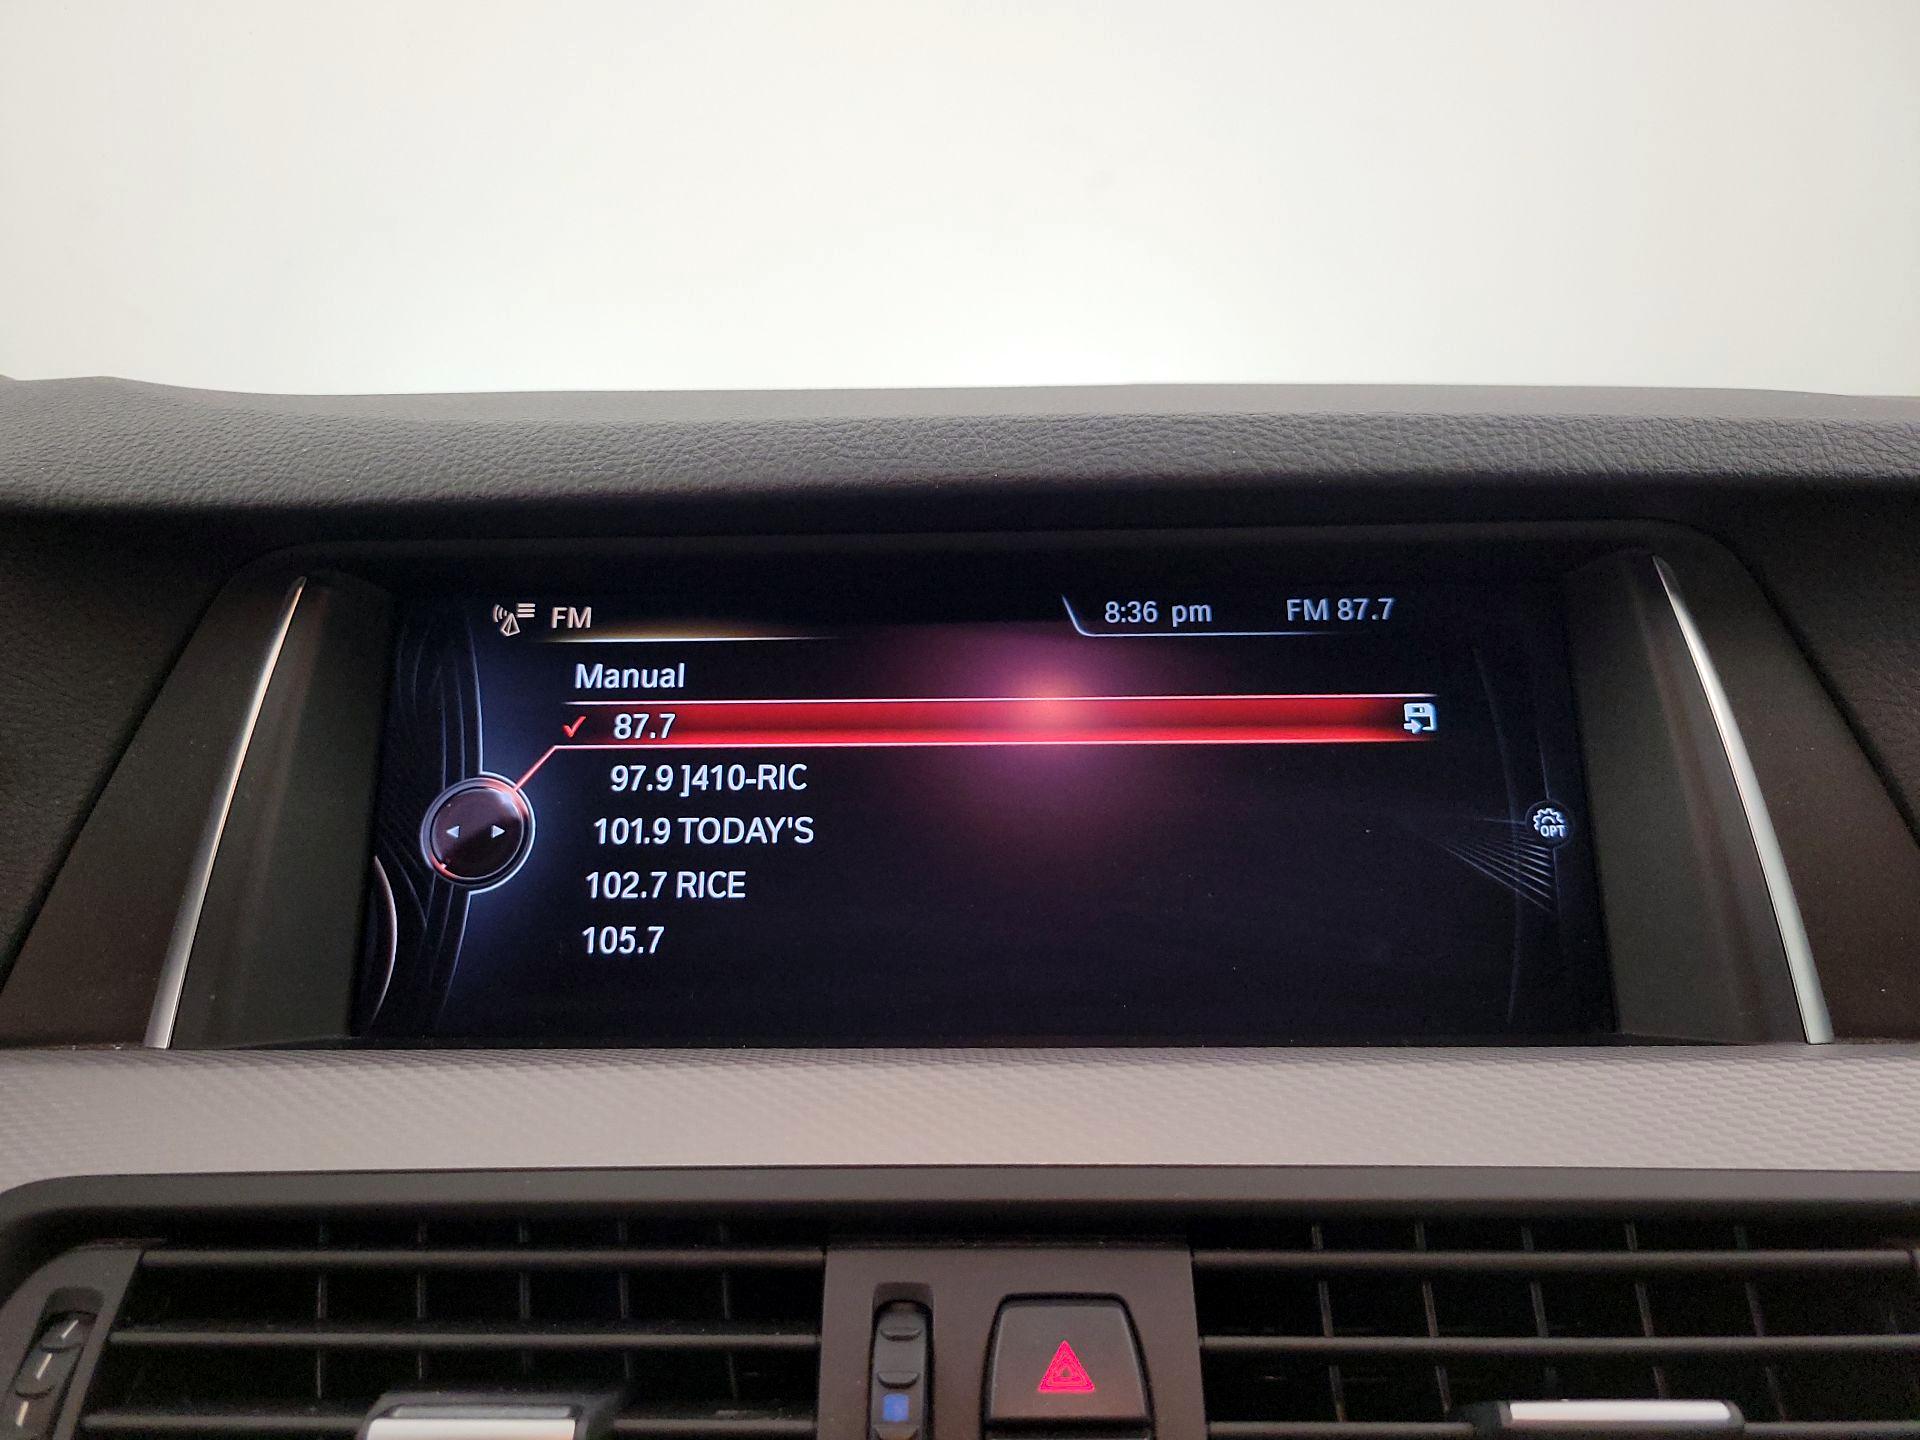 FM
8:36 pm
FM 87.7
Manual
87.7
97.9 ]410-RIC
101.9 TODAY'S
102.7 RICE
105.7
OPT